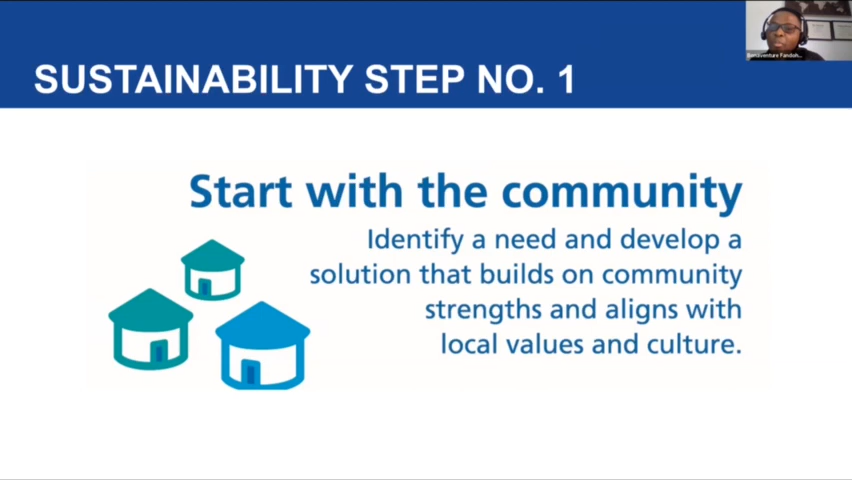 SUSTAINABILITY STEP NO. 1
Start with the community
Identify a need and develop a
solution that builds on community
strengths and aligns with
local values and culture.